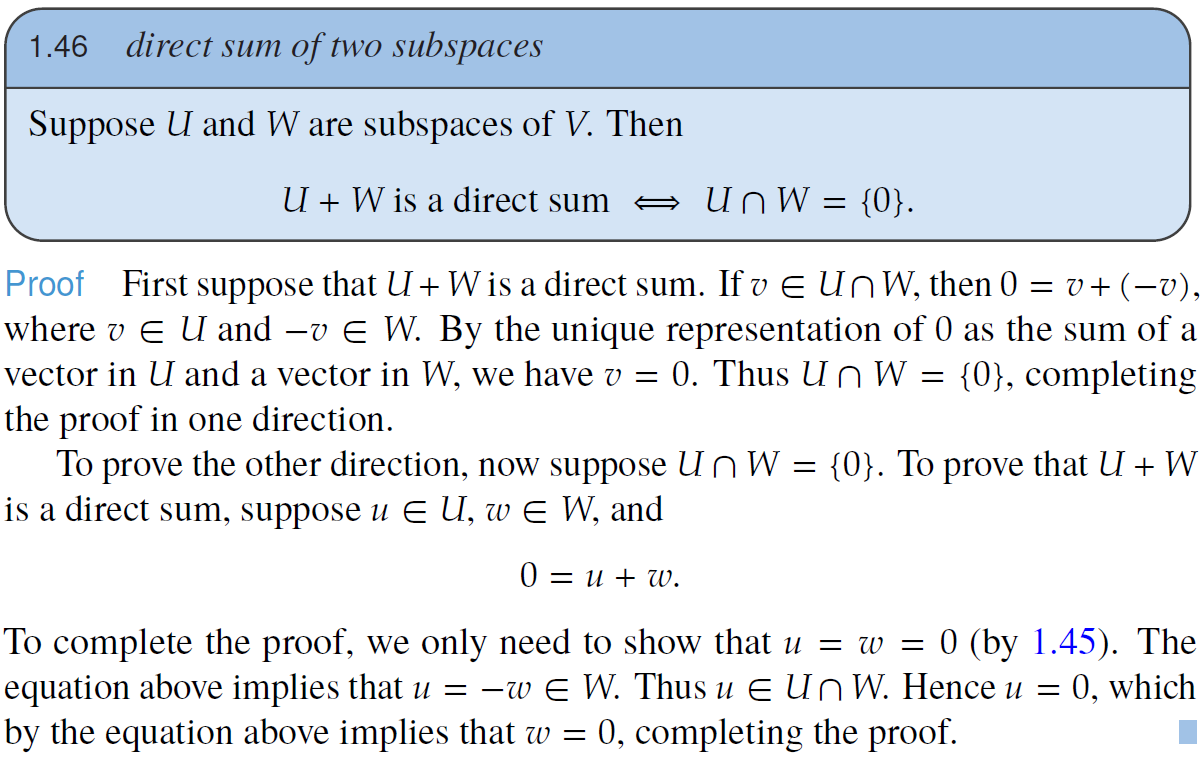 1.46 direct sum of two subspaces
Suppose U and W are subspaces of V. Then
U + W is a direct sum ⟺ U ∩ W = {0}.
Proof First suppose that U + W is a direct sum. If v ∈ U ∩ W, then 0 = v + (−v),
where v ∈ U and −v ∈ W. By the unique representation of 0 as the sum of a
vector in U and a vector in W, we have v = 0. Thus U ∩ W = {0}, completing
the proof in one direction.
To prove the other direction, now suppose U ∩ W = {0}. To prove that U + W
is a direct sum, suppose u ∈ U, w ∈ W, and
0 = u + w.
To complete the proof, we only need to show that u = w = 0 (by 1.45). The
equation above implies that u = −w ∈ W. Thus u ∈ U ∩ W. Hence u = 0, which
by the equation above implies that w = 0, completing the proof.